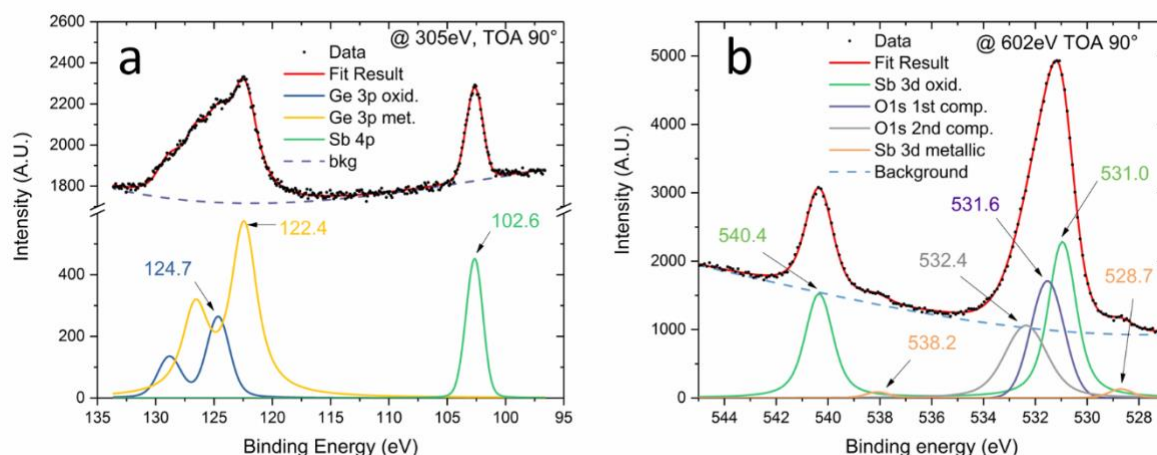 a
@ 305eV, TOA 90°
Data
Fit Result
Ge 3p oxid.
Ge 3p met.
Sb 4p
bkg
2600
2400
2200
2000
1800
400
200
0
122.4
102.6
124.7
135 130 125 120 115 110 105 100 95
Binding Energy (eV)
Intensity (A.U.)
b
@ 602eV TOA 90°
Data
Fit Result
Sb 3d oxid.
O1s 1st comp.
O1s 2nd comp.
Sb 3d metallic
Background
5000
4000
3000
2000
1000
0
531.0
531.6
540.4
532.4
528.7
538.2
544 542 540 538 536 534 532 530 528
Binding energy (eV)
Intensity (A.U.)